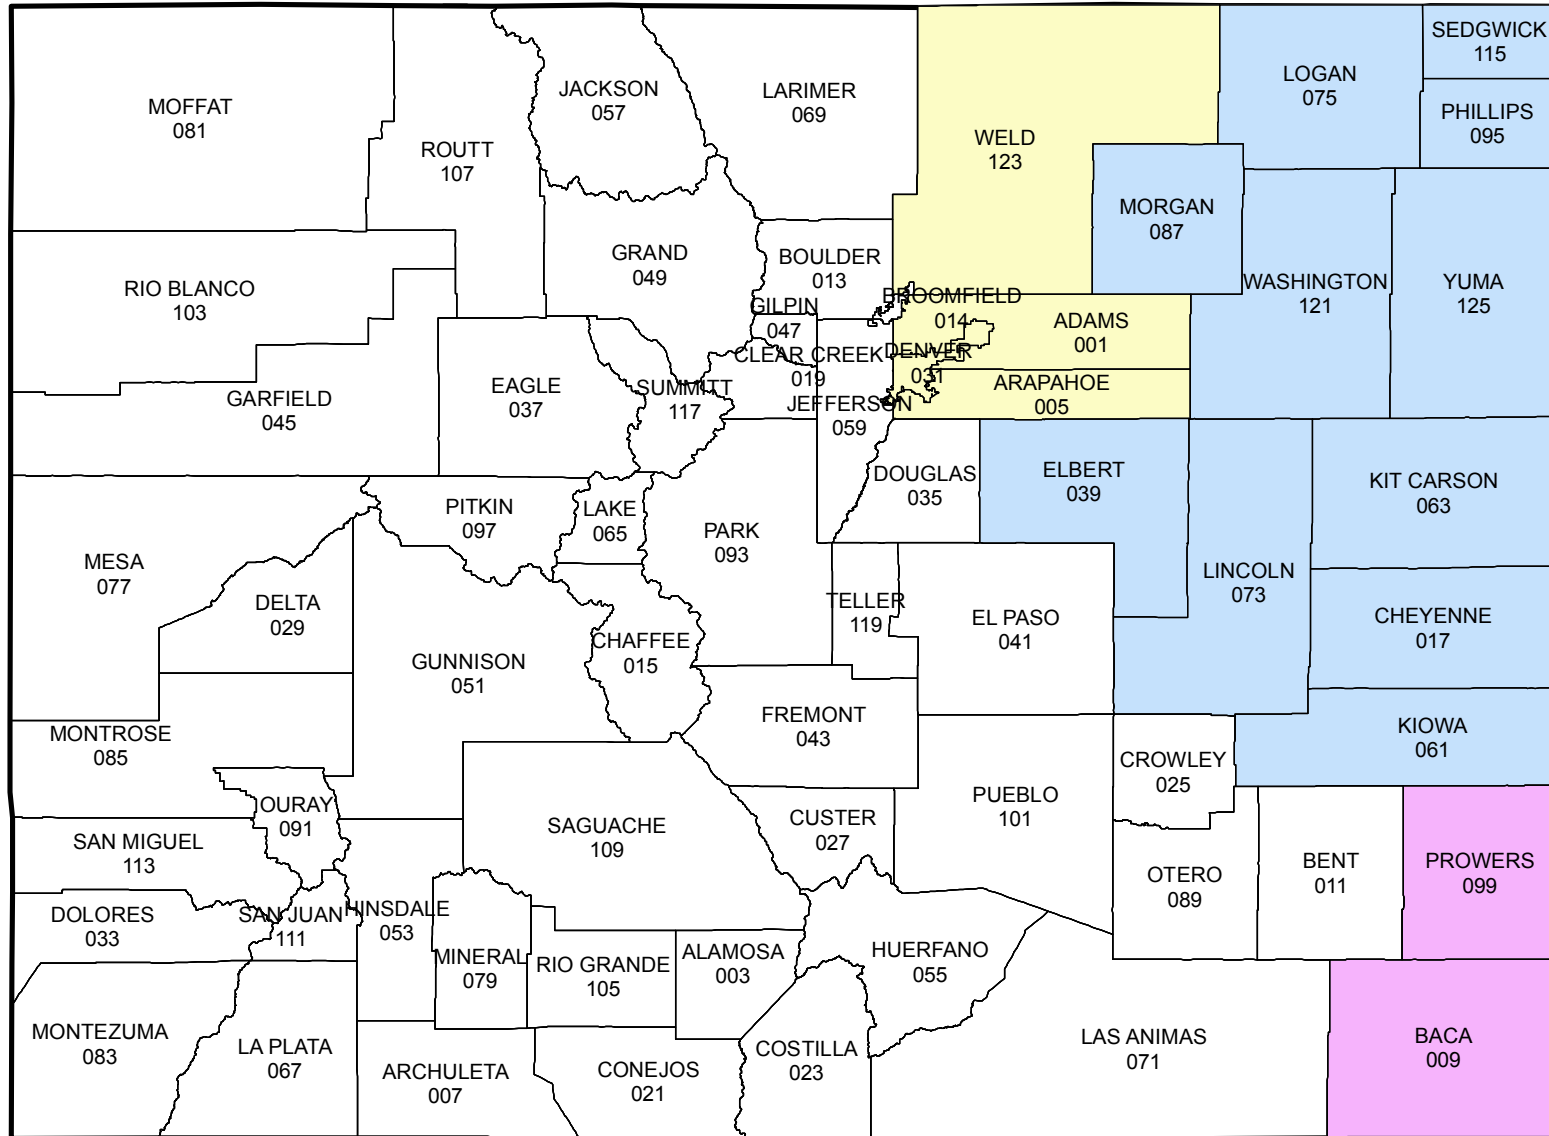 MOFFAT
081
ROUTT
107
JACKSON
057
LARIMER
069
WELD
123
LOGAN
075
SEDGWICK
115
PHILLIPS
095
MORGAN
087
WASHINGTON
121
YUMA
125
RIO BLANCO
103
GRAND
049
BOULDER
013
GILPIN
047
BROOMFIELD
014
ADAMS
001
CLEAR CREEK
019
DENVER
031
ARAPAHOE
005
GARFIELD
045
EAGLE
037
SUMMITT
117
JEFFERSON
059
DOUGLAS
035
ELBERT
039
KIT CARSON
063
PITKIN
097
LAKE
065
PARK
093
MESA
077
DELTA
029
LINCOLN
073
CHEYENNE
017
TELLER
119
EL PASO
041
CHAFFEE
015
GUNNISON
051
FREMONT
043
KIOWA
061
MONTROSE
085
CROWLEY
025
OURAY
091
PUEBLO
101
CUSTER
027
SAGUACHE
109
SAN MIGUEL
113
OTERO
089
BENT
011
PROWERS
099
DOLORES
033
SAN JUAN
111
HINSDALE
053
MINERAL
079
RIO GRANDE
105
ALAMOSA
003
HUERFANO
055
MONTEZUMA
083
LA PLATA
067
ARCHULETA
007
CONEJOS
021
COSTILLA
023
LAS ANIMAS
071
BACA
009